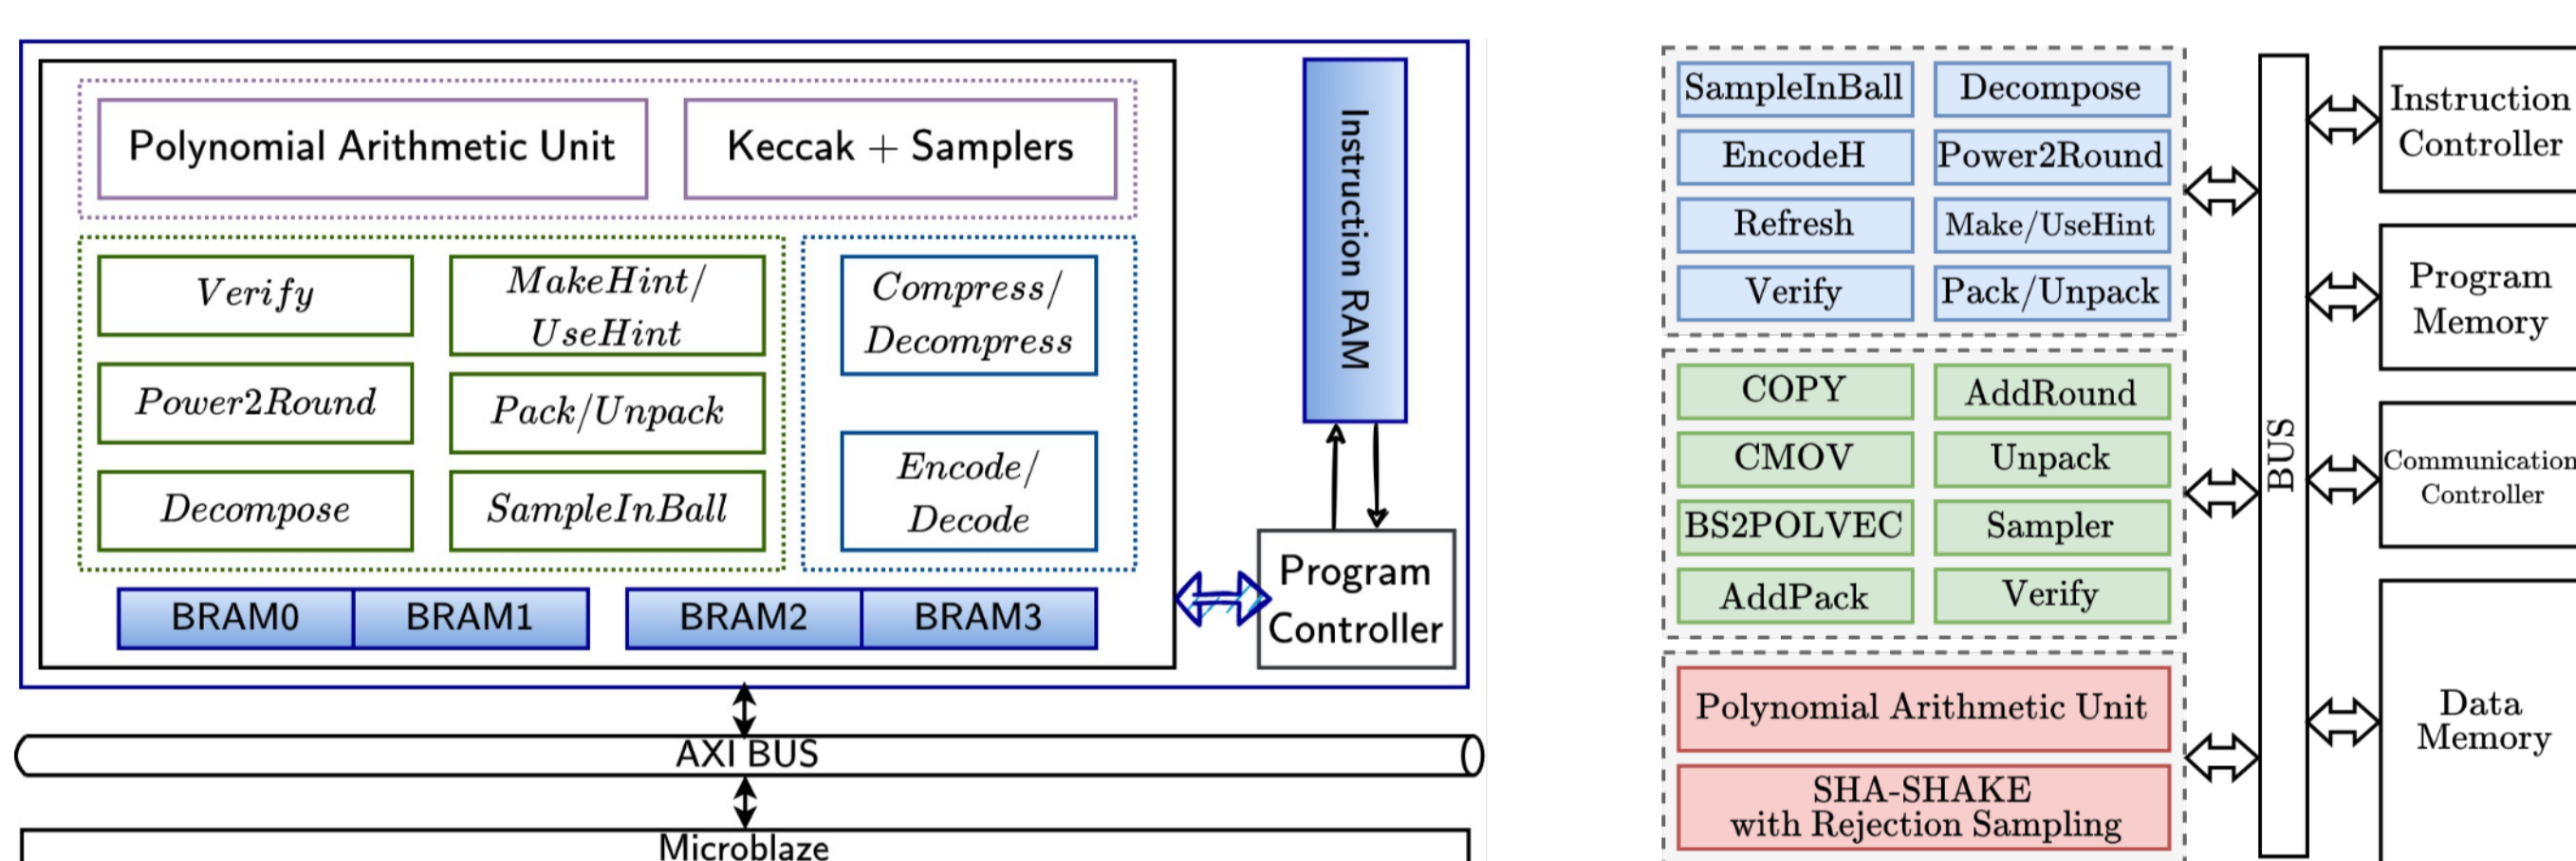 Polynomial Arithmetic Unit
Keccak + Samplers
Verify
MakeHint/
UseHint
Compress/
Decompress
Power2Round
Pack/Unpack
Encode/
Decode
Decompose
SampleInBall
BRAM0
BRAM1
BRAM2
BRAM3
Instruction RAM
Program
Controller
AXI BUS
Microblaze
SampleInBall
Decompose
EncodeH
Power2Round
Refresh
Make/UseHint
Verify
Pack/Unpack
COPY
AddRound
CMOV
Unpack
BS2POLVEC
Sampler
AddPack
Verify
Polynomial Arithmetic Unit
SHA-SHAKE
with Rejection Sampling
BUS
Instruction
Controller
Program
Memory
Communication
Controller
Data
Memory